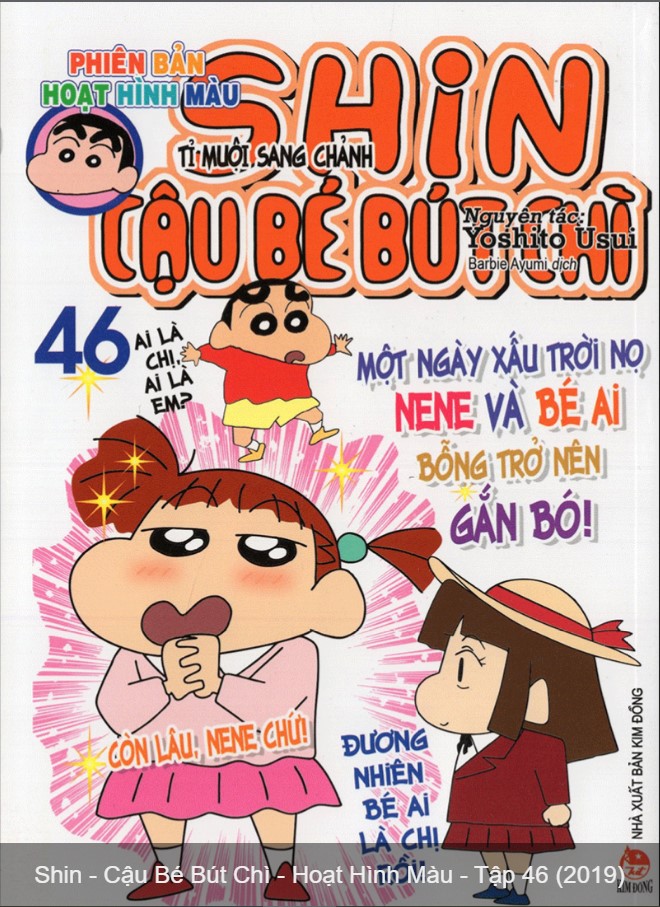 PHIÊN BẢN
HOẠT HÌNH MÀU
SHiN
TỈ MUỘI SANG CHẢNH
CẬU BÉ BÚT CHÌ
Nguyên tác:
Yoshito Usui
Barbie Ayumi dịch
46
AI LÀ
CHỊ,
AI LÀ
EM?
MỘT NGÀY XẤU TRỜI NỌ
NENE VÀ BÉ AI
BỖNG TRỞ NÊN
GẮN BÓ!
CÒN LÂU, NENE CHỨ!
ĐƯƠNG
NHIÊN
BÉ AI
LÀ CHỊ
RỒI!
NHÀ XUẤT BẢN KIM ĐỒNG
KIM ĐỒNG
Shin - Cậu Bé Bút Chì - Hoạt Hình Màu - Tập 46 (2019)